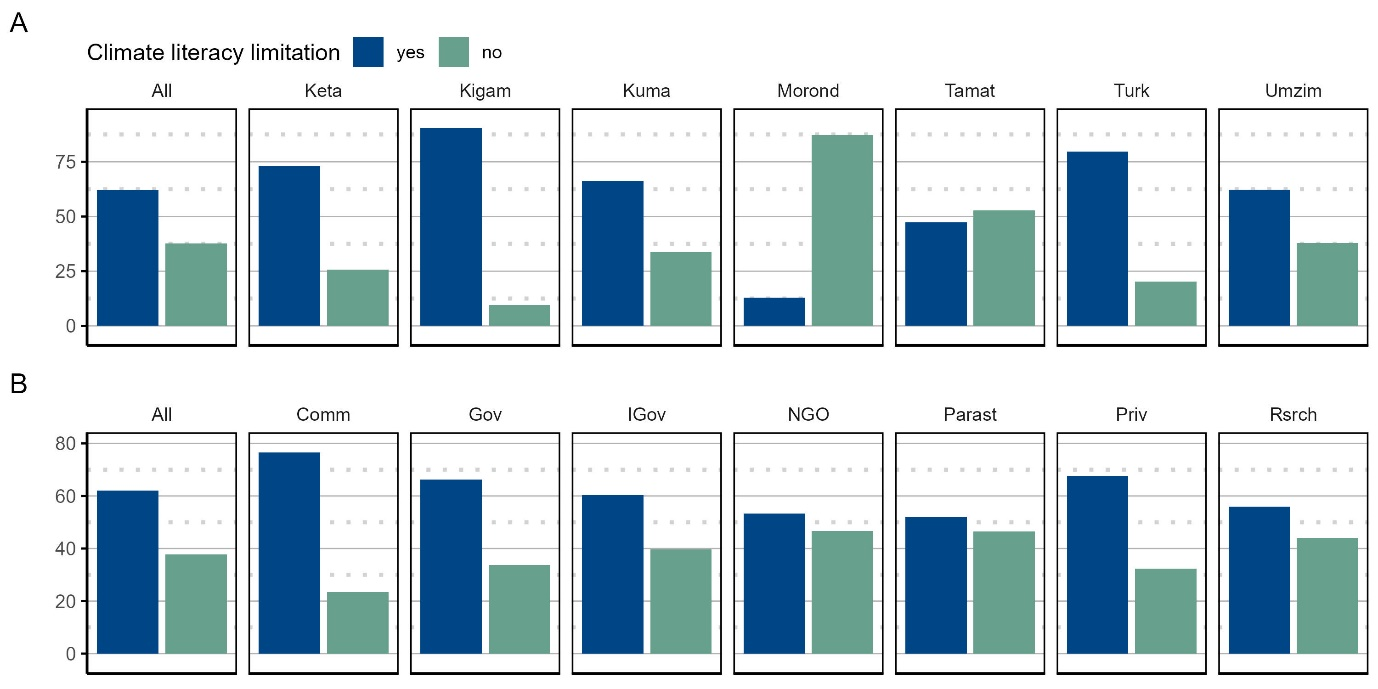 A
Climate literacy limitation yes no
All Keta Kigam Kuma Morond Tamat Turk Umzim
75
50
25
0
B
All Comm Gov IGov NGO Parast Priv Rsrch
80
60
40
20
0